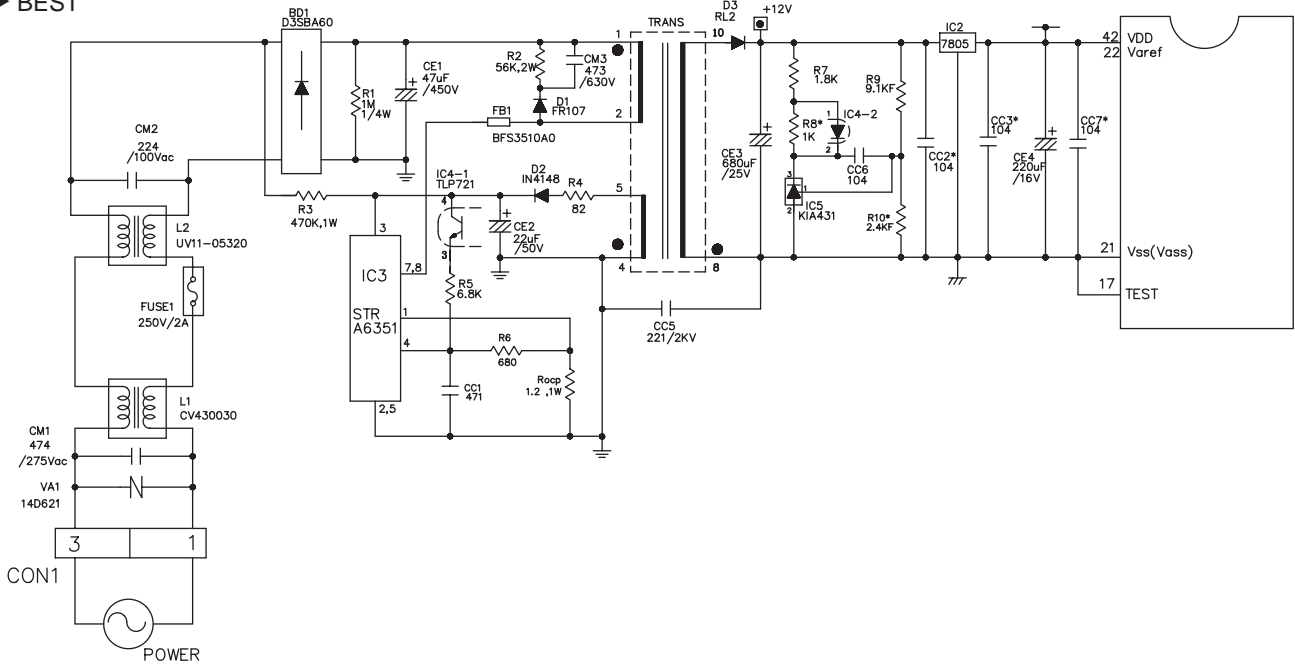 BEST
BD1
D3SBA60
CE1
47uF
/450V
R1
1M
1/4W
R2
56K,2W
CM3
473
/630V
D1
FR107
FB1
BFS3510A0
TRANS
1
2
5
4
10
8
D3
RL2
+12V
R7
1.8K
R8*
1K
IC4-2
1
2
R9
9.1KF
CE3
680uF
/25V
CC6
104
3
1
2
IC5
KIA431
R10*
2.4KF
CC2*
104
IC2
7805
CC3*
104
CE4
220uF
/16V
CC7*
104
42
VDD
22
Varef
21
Vss(Vass)
17
TEST
CM2
224
/100Vac
L2
UV11-05320
FUSE1
250V/2A
L1
CV430030
CM1
474
/275Vac
VA1
14D621
3
1
CON1
POWER
R3
470K,1W
IC4-1
TLP721
4
3
D2
IN4148
R4
82
CE2
22uF
/50V
R5
6.8K
3
IC3
7,8
STR
A6351
1
4
2,5
R6
680
CC1
471
Rocp
1.2 ,1W
CC5
221/2KV